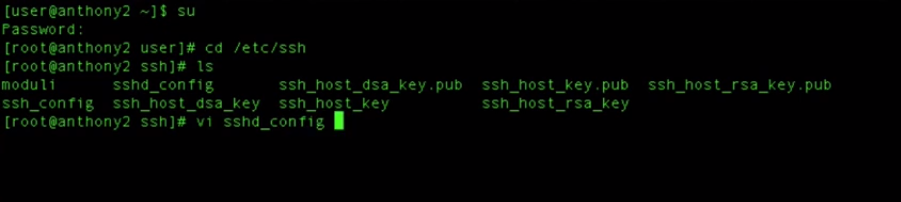 [user@anthony2 ~]$ su
Password:
[root@anthony2 user]# cd /etc/ssh
[root@anthony2 ssh]# ls
moduli      sshd_config       ssh_host_dsa_key.pub  ssh_host_key.pub  ssh_host_rsa_key.pub
ssh_config  ssh_host_dsa_key  ssh_host_key          ssh_host_rsa_key
[root@anthony2 ssh]# vi sshd_config